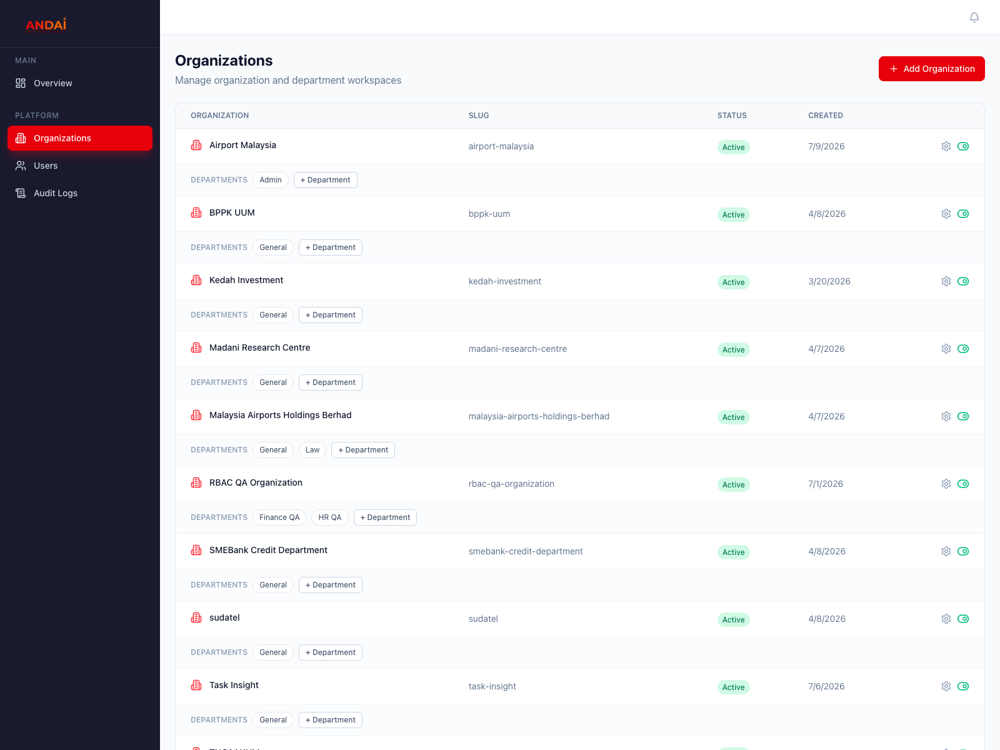 ANDAI
MAIN
Overview
PLATFORM
Organizations
Users
Audit Logs
Organizations
Manage organization and department workspaces
+ Add Organization
ORGANIZATION SLUG STATUS CREATED
Airport Malaysia airport-malaysia Active 7/9/2026
DEPARTMENTS Admin + Department
BPPK UUM bppk-uum Active 4/8/2026
DEPARTMENTS General + Department
Kedah Investment kedah-investment Active 3/20/2026
DEPARTMENTS General + Department
Madani Research Centre madani-research-centre Active 4/7/2026
DEPARTMENTS General + Department
Malaysia Airports Holdings Berhad malaysia-airports-holdings-berhad Active 4/7/2026
DEPARTMENTS General Law + Department
RBAC QA Organization rbac-qa-organization Active 7/1/2026
DEPARTMENTS Finance QA HR QA + Department
SMEBank Credit Department smebank-credit-department Active 4/8/2026
DEPARTMENTS General + Department
sudatel sudatel Active 4/8/2026
DEPARTMENTS General + Department
Task Insight task-insight Active 7/6/2026
DEPARTMENTS General + Department